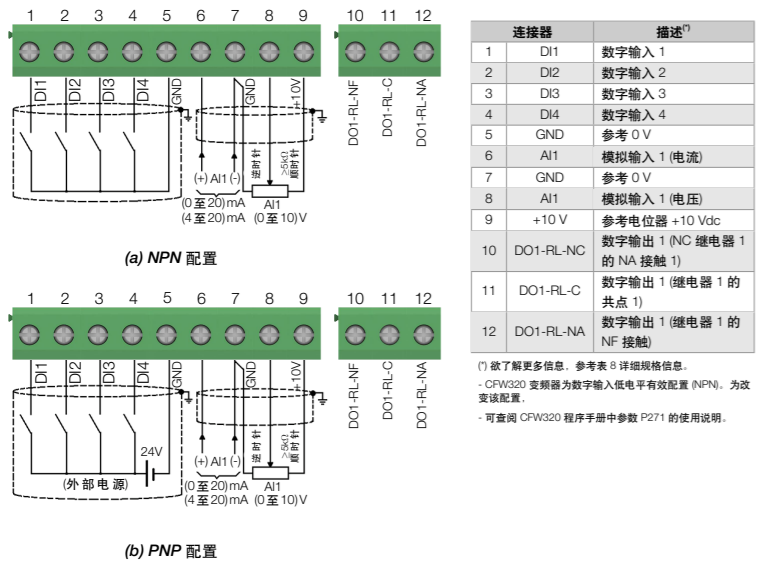 1 2 3 4 5 6 7 8 9 10 11 12
DI1
DI2
DI3
DI4
GND
GND
+10V
DO1-RL-NF
DO1-RL-C
DO1-RL-NA
逆时针
≥5kΩ
顺时针
(+) AI1 (-)
(0 至 20)mA
(4 至 20)mA
AI1
(0 至 10)V
(a) NPN 配置
1 2 3 4 5 6 7 8 9 10 11 12
DI1
DI2
DI3
DI4
GND
GND
+10V
DO1-RL-NF
DO1-RL-C
DO1-RL-NA
24V
(外 部 电 源)
逆时针
≥5kΩ
顺时针
(+) AI1 (-)
(0 至 20)mA
(4 至 20)mA
AI1
(0 至 10)V
(b) PNP 配置
连接器 描述(*)
1 DI1 数字输入 1
2 DI2 数字输入 2
3 DI3 数字输入 3
4 DI4 数字输入 4
5 GND 参考 0 V
6 AI1 模拟输入 1 (电流)
7 GND 参考 0 V
8 AI1 模拟输入 1 (电压)
9 +10 V 参考电位器 +10 Vdc
10 DO1-RL-NC 数字输出 1 (NC 继电器 1
的 NA 接触 1)
11 DO1-RL-C 数字输出 1 (继电器 1 的
共点 1)
12 DO1-RL-NA 数字输出 1 (继电器 1 的
NF 接触)
(*) 欲了解更多信息，参考表 8 详细规格信息。
- CFW320 变频器为数字输入低电平有效配置 (NPN)。为改
变该配置，
- 可查阅 CFW320 程序手册中参数 P271 的使用说明。